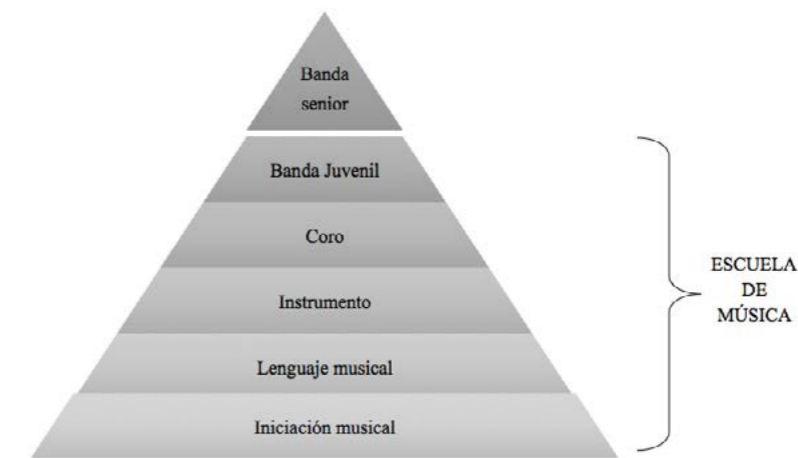 Banda
senior
Banda Juvenil
Coro
Instrumento
Lenguaje musical
Iniciación musical
ESCUELA
DE
MÚSICA